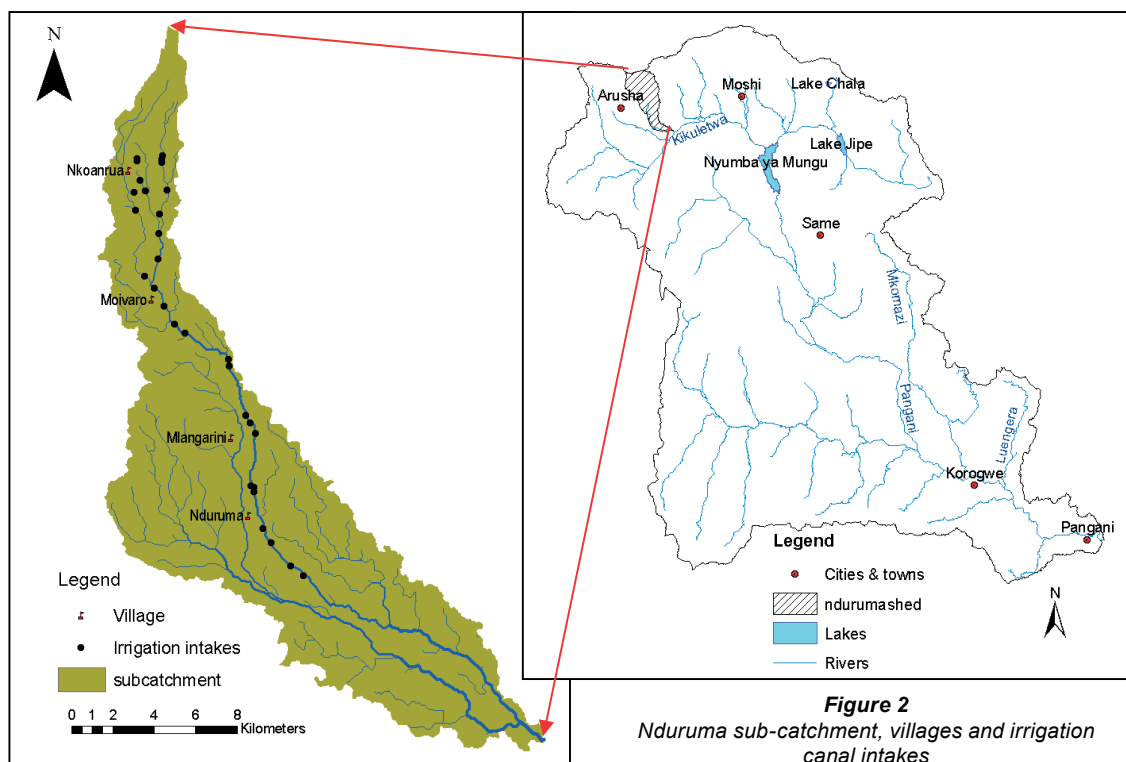 N
Nkoanrua
Moivaro
Mlangarini
Nduruma
Legend
Village
Irrigation intakes
subcatchment
0 1 2 4 6 8
Kilometers
Arusha
Moshi
Lake Chala
Kikuletwa
Lake Jipe
Nyumba ya Mungu
Same
Mkomazi
Pangani
Luengera
Korogwe
Pangani
Legend
Cities & towns
ndurumashed
Lakes
Rivers
N
Figure 2
Nduruma sub-catchment, villages and irrigation
canal intakes